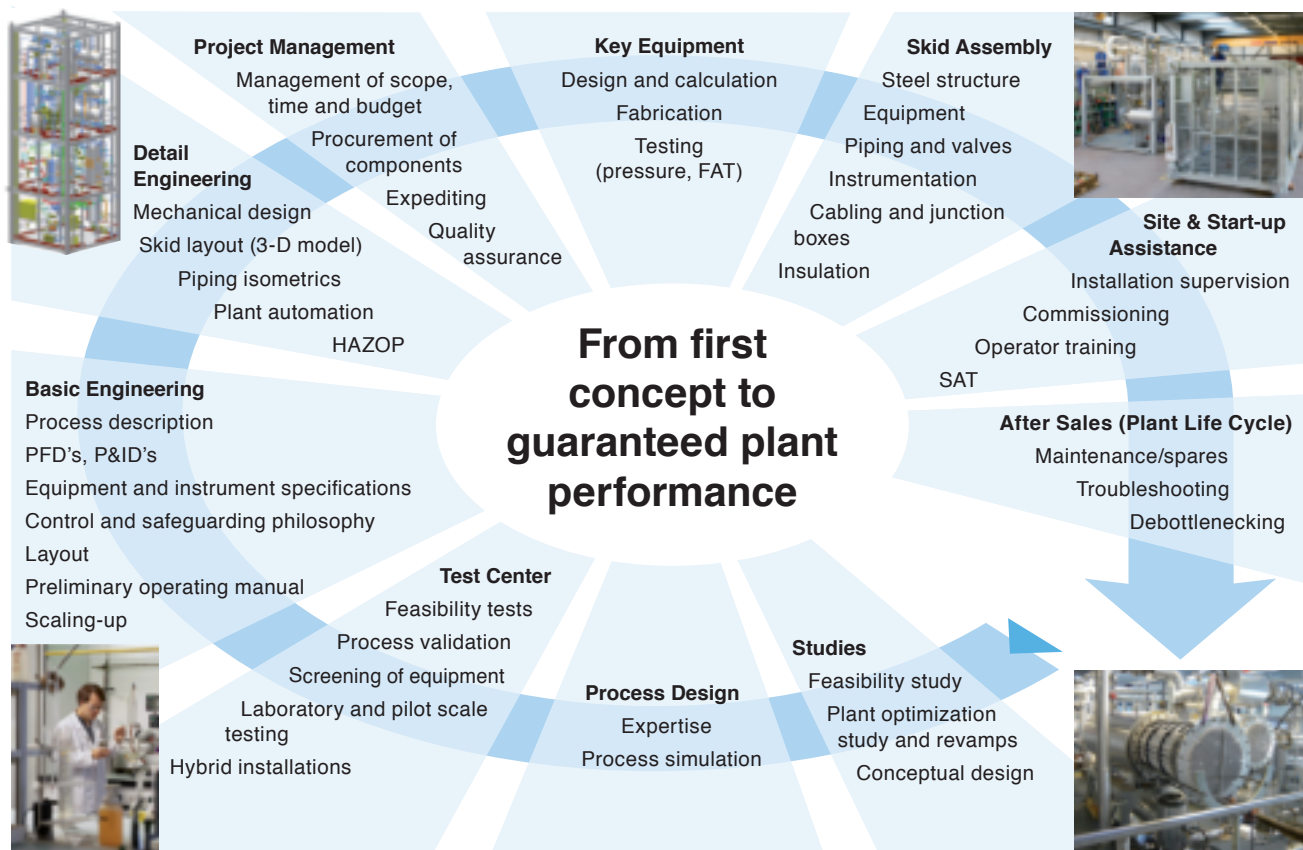 Project Management
Management of scope,
time and budget
Procurement of
components
Expediting
Quality
assurance
Key Equipment
Design and calculation
Fabrication
Testing
(pressure, FAT)
Skid Assembly
Steel structure
Equipment
Piping and valves
Instrumentation
Cabling and junction
boxes
Insulation
Detail
Engineering
Mechanical design
Skid layout (3-D model)
Piping isometrics
Plant automation
HAZOP
Site & Start-up
Assistance
Installation supervision
Commissioning
Operator training
SAT
From first
concept to
guaranteed plant
performance
Basic Engineering
Process description
PFD's, P&ID's
Equipment and instrument specifications
Control and safeguarding philosophy
Layout
Preliminary operating manual
Scaling-up
After Sales (Plant Life Cycle)
Maintenance/spares
Troubleshooting
Debottlenecking
Test Center
Feasibility tests
Process validation
Screening of equipment
Laboratory and pilot scale
testing
Hybrid installations
Process Design
Expertise
Process simulation
Studies
Feasibility study
Plant optimization
study and revamps
Conceptual design